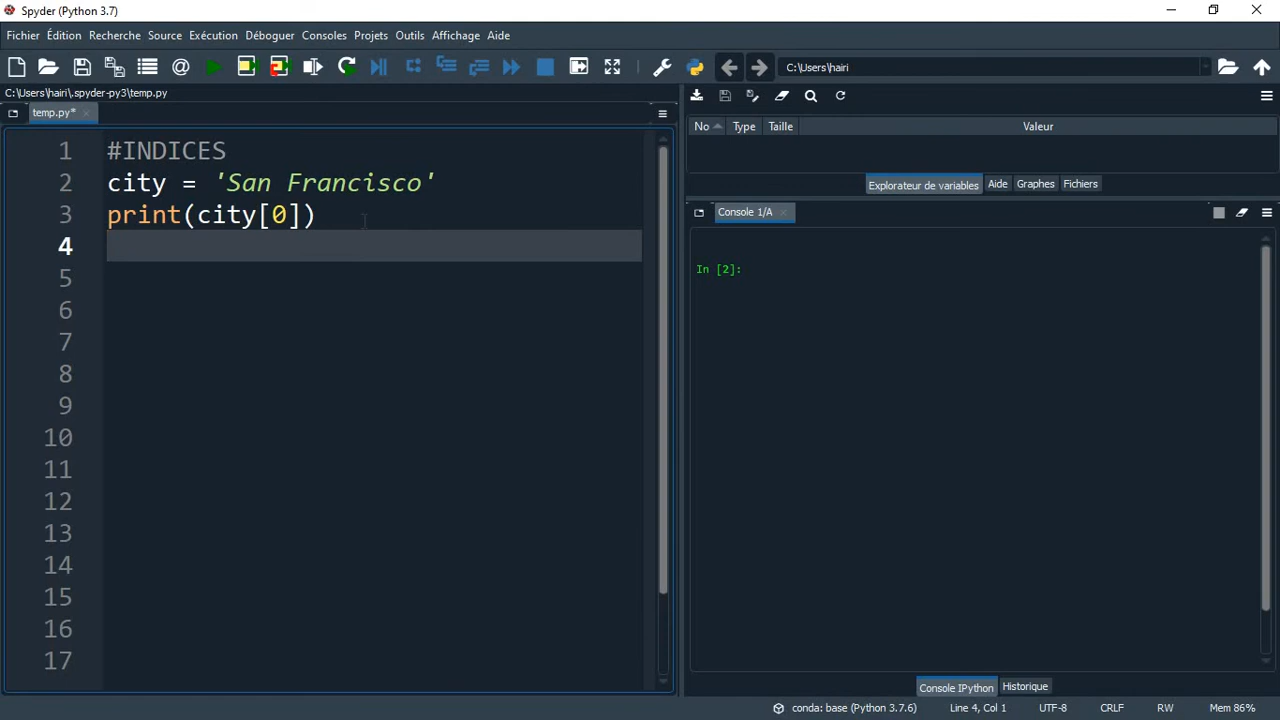 Spyder (Python 3.7)
Fichier Édition Recherche Source Exécution Déboguer Consoles Projets Outils Affichage Aide
C:\Users\hairi
C:\Users\hairi\.spyder-py3\temp.py
temp.py*
No Type Taille Valeur
Explorateur de variables Aide Graphes Fichiers
Console 1/A
In [2]:
1 #INDICES
2 city = 'San Francisco'
3 print(city[0])
4
5
6
7
8
9
10
11
12
13
14
15
16
17
Console IPython Historique
conda: base (Python 3.7.6) Line 4, Col 1 UTF-8 CRLF RW Mem 86%